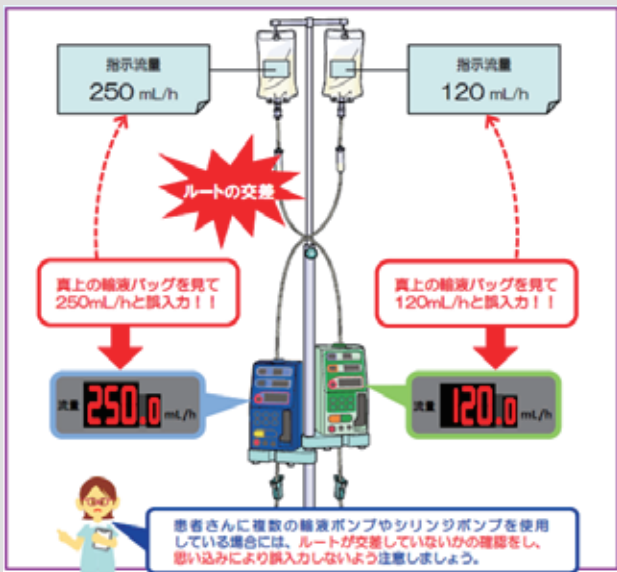 指示流量
250 mL/h
指示流量
120 mL/h
ルートの交差
真上の輸液バッグを見て
250mL/hと誤入力！！
真上の輸液バッグを見て
120mL/hと誤入力！！
流量 250.0 mL/h
流量 120.0 mL/h
患者さんに複数の輸液ポンプやシリンジポンプを使用
している場合には、ルートが交差していないかの確認をし、
思い込みにより誤入力しないよう注意しましょう。